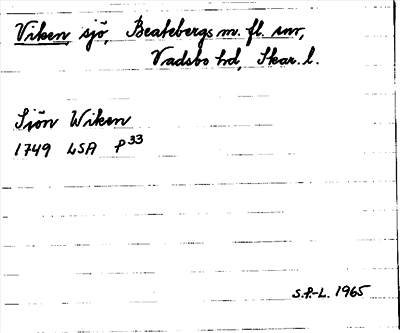 Viken sjö, Beatebergs m. fl. snr,
Vadsbo hd, Skar. l.
Sjön Wiken
1749 LSA P33
S.P.-L. 1965